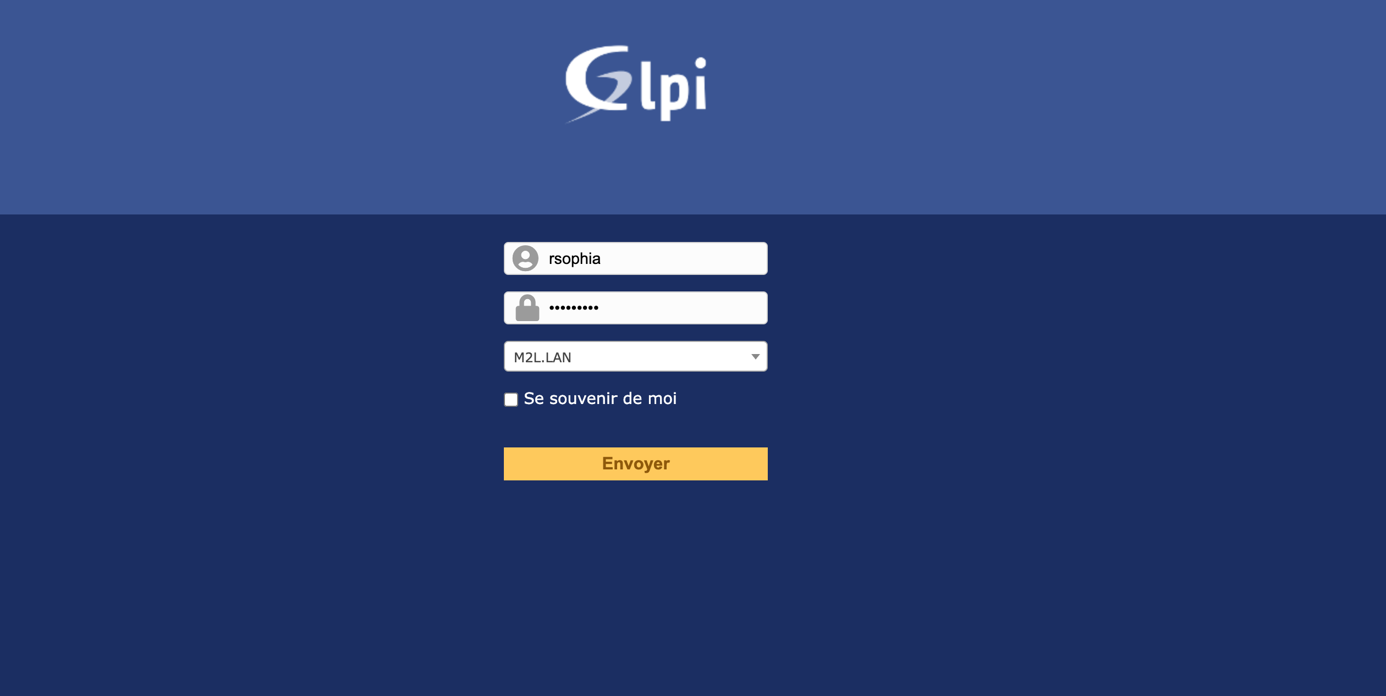 Glpi
rsophia
•••••••••
M2L.LAN
Se souvenir de moi
Envoyer